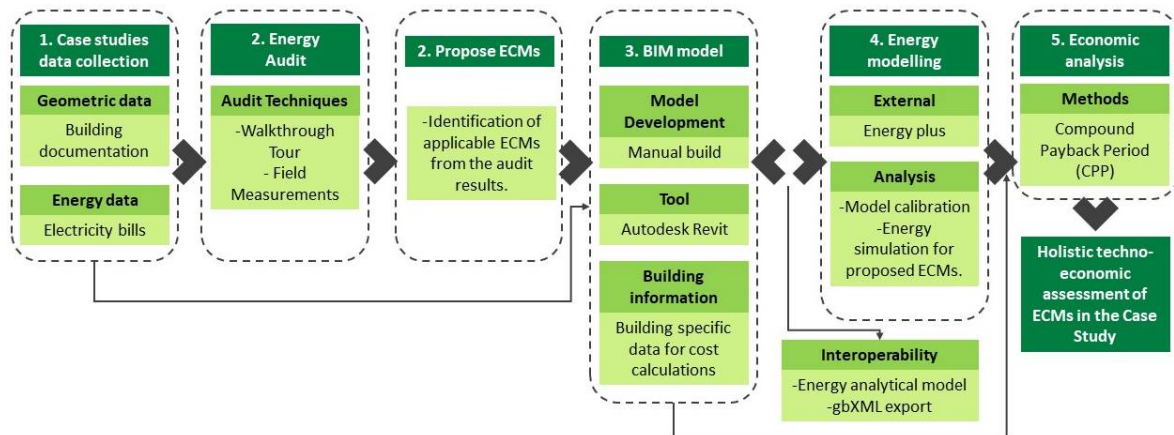 1. Case studies
data collection
Geometric data
Building
documentation
Energy data
Electricity bills
2. Energy
Audit
Audit Techniques
-Walkthrough
Tour
- Field
Measurements
2. Propose ECMs
-Identification of
applicable ECMs
from the audit
results.
3. BIM model
Model
Development
Manual build
Tool
Autodesk Revit
Building
information
Building specific
data for cost
calculations
4. Energy
modelling
External
Energy plus
Analysis
-Model calibration
-Energy
simulation for
proposed ECMs.
Interoperability
-Energy analytical model
-gbXML export
5. Economic
analysis
Methods
Compound
Payback Period
(CPP)
Holistic techno-
economic
assessment of
ECMs in the Case
Study